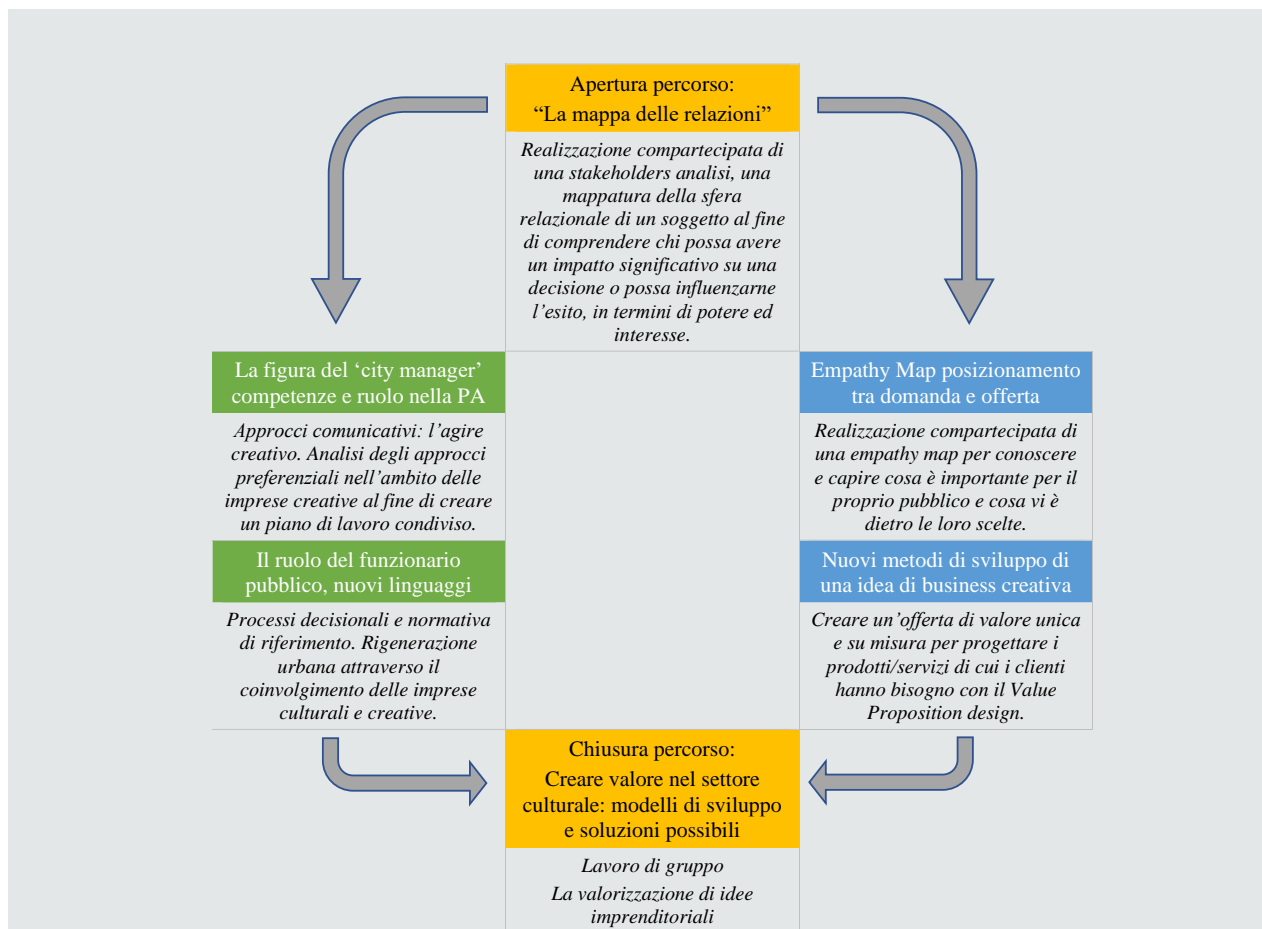 Apertura percorso:
“La mappa delle relazioni”
Realizzazione compartecipata di
una stakeholders analisi, una
mappatura della sfera
relazionale di un soggetto al fine
di comprendere chi possa avere
un impatto significativo su una
decisione o possa influenzarne
l’esito, in termini di potere ed
interesse.
La figura del ‘city manager’
competenze e ruolo nella PA
Approcci comunicativi: l’agire
creativo. Analisi degli approcci
preferenziali nell’ambito delle
imprese creative al fine di creare
un piano di lavoro condiviso.
Il ruolo del funzionario
pubblico, nuovi linguaggi
Processi decisionali e normativa
di riferimento. Rigenerazione
urbana attraverso il
coinvolgimento delle imprese
culturali e creative.
Empathy Map posizionamento
tra domanda e offerta
Realizzazione compartecipata di
una empathy map per conoscere
e capire cosa è importante per il
proprio pubblico e cosa vi è
dietro le loro scelte.
Nuovi metodi di sviluppo di
una idea di business creativa
Creare un’offerta di valore unica
e su misura per progettare i
prodotti/servizi di cui i clienti
hanno bisogno con il Value
Proposition design.
Chiusura percorso:
Creare valore nel settore
culturale: modelli di sviluppo
e soluzioni possibili
Lavoro di gruppo
La valorizzazione di idee
imprenditoriali